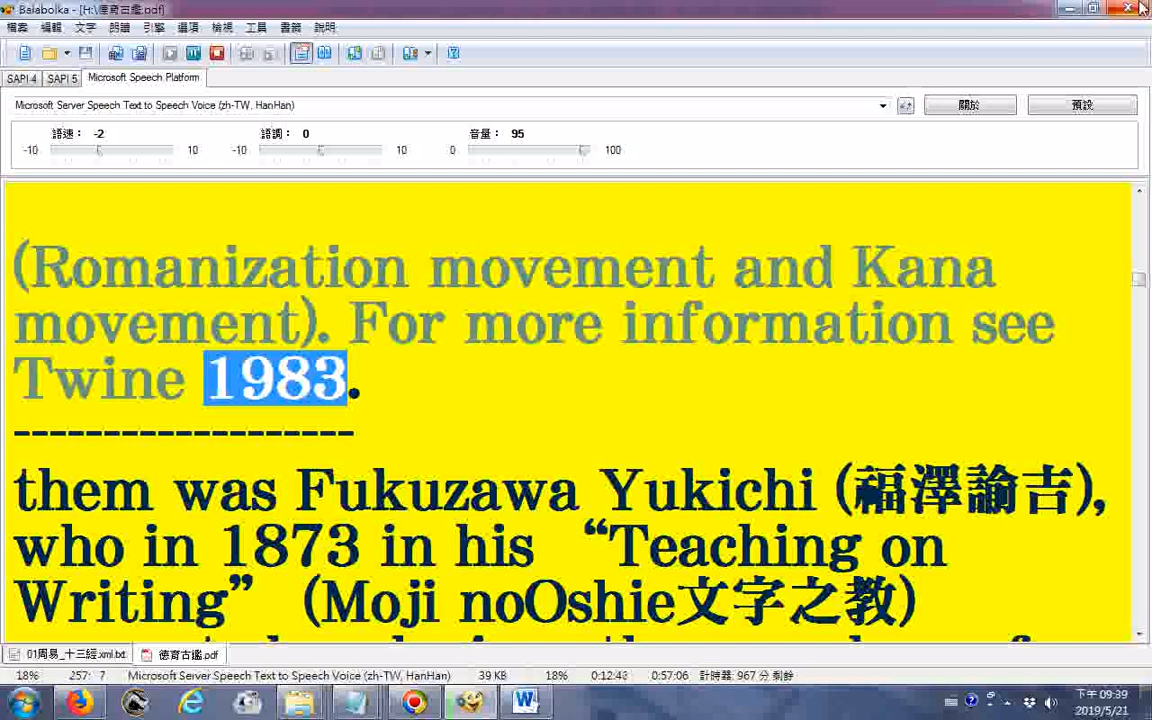 Balabolka - [H:\德育古鑑.pdf]
檔案 編輯 文字 朗讀 引擎 選項 檢視 工具 書籤 說明
SAPI 4 SAPI 5 Microsoft Speech Platform
Microsoft Server Speech Text to Speech Voice (zh-TW, HanHan) 關於 預設
語速： -2 語調： 0 音量： 95
-10 10 -10 10 0 100
(Romanization movement and Kana
movement). For more information see
Twine 1983.
-------------------
them was Fukuzawa Yukichi (福澤諭吉),
who in 1873 in his “Teaching on
Writing” (Moji noOshie文字之教)
01周易_十三經.xml.txt 德育古鑑.pdf
18% 257: 7 Microsoft Server Speech Text to Speech Voice (zh-TW, HanHan) 39 KB 18% 0:12:43 0:57:06 計時器: 967 分 剩餘
下午 09:39
2019/5/21